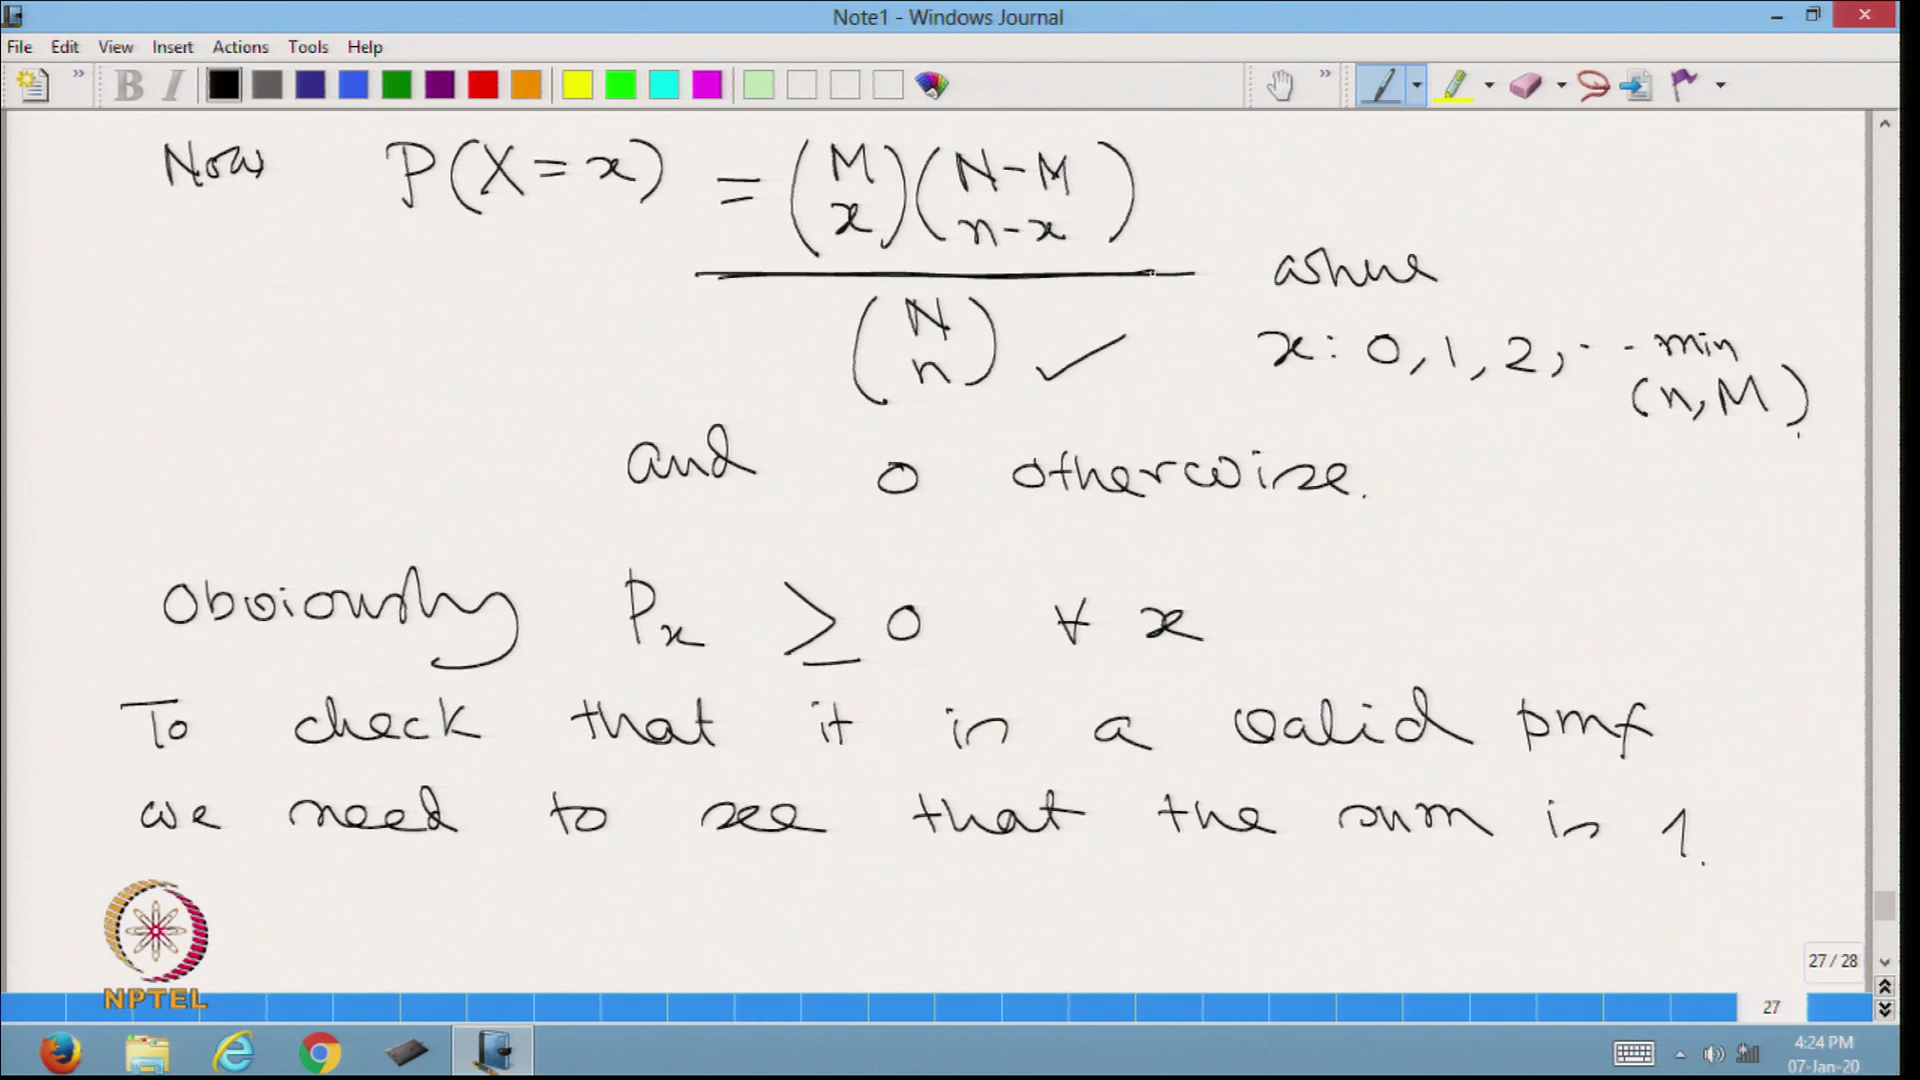 Note1 - Windows Journal
File Edit View Insert Actions Tools Help
B I
Now P(X = x) = (M x)(N-M n-x)
(N n) ✓
where
x: 0, 1, 2, ... min
(n, M)
and 0 otherwise.
Obviously Px ≥ 0 ∀ x
To check that it is a valid pmf
we need to see that the sum is 1.
NPTEL
27 / 28
27
4:24 PM
07-Jan-20